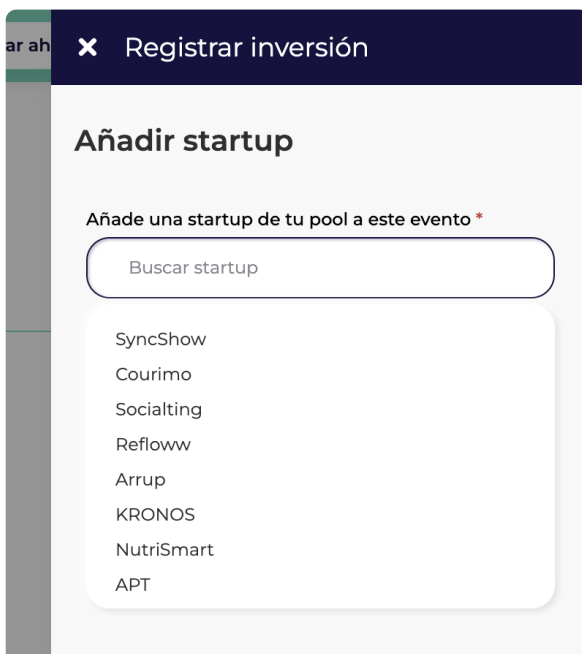 ar ah
Registrar inversión
Añadir startup
Añade una startup de tu pool a este evento *
Buscar startup
SyncShow
Courimo
Socialting
Refloww
Arrup
KRONOS
NutriSmart
APT